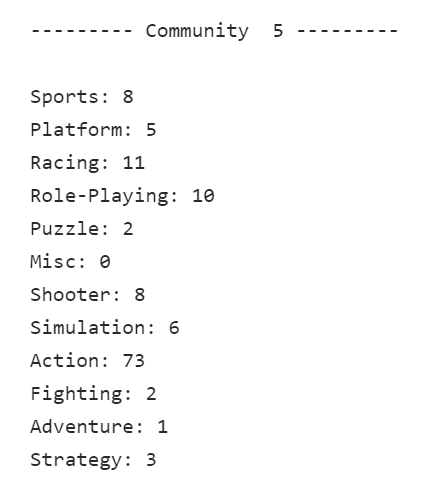 --------- Community  5 ---------
Sports: 8
Platform: 5
Racing: 11
Role-Playing: 10
Puzzle: 2
Misc: 0
Shooter: 8
Simulation: 6
Action: 73
Fighting: 2
Adventure: 1
Strategy: 3